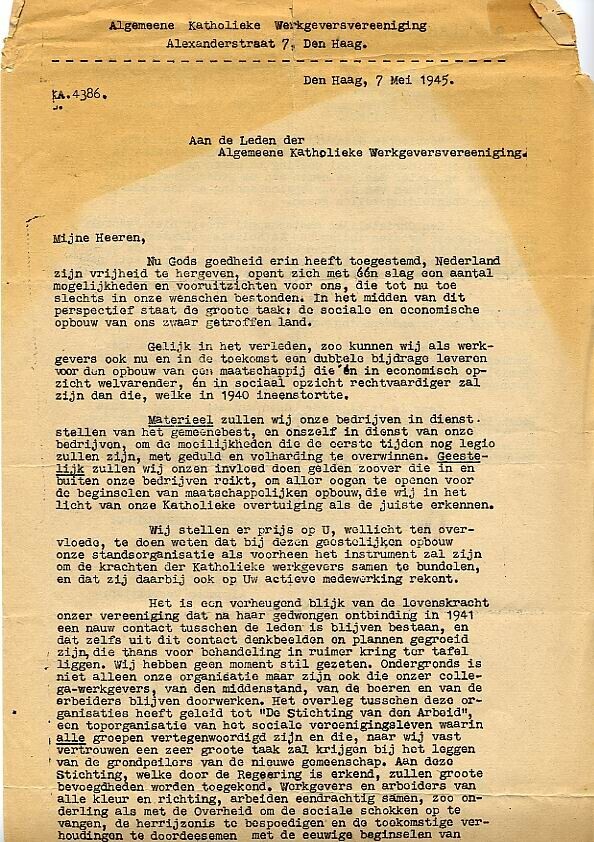 Algemeene Katholieke Werkgeversvereeniging
Alexanderstraat 7, Den Haag.
Den Haag, 7 Mei 1945.
KA.4386.
J.
Aan de Leden der
Algemeene Katholieke Werkgeversvereeniging.
Mijne Heeren,
Nu Gods goedheid erin heeft toegestemd, Nederland
zijn vrijheid te hergeven, opent zich met één slag een aantal
mogelijkheden en vooruitzichten voor ons, die tot nu toe
slechts in onze wenschen bestonden. In het midden van dit
perspectief staat de groote taak: de sociale en economische
opbouw van ons zwaar getroffen land.
Gelijk in het verleden, zoo kunnen wij als werk-
gevers ook nu en in de toekomst een dubbele bijdrage leveren
voor den opbouw van een maatschappij die én in economisch op-
zicht welvarender, én in sociaal opzicht rechtvaardiger zal
zijn dan die, welke in 1940 ineenstortte.
Materieel zullen wij onze bedrijven in dienst
stellen van het gemeenebest, en onszelf in dienst van onze
bedrijven, om de moeilijkheden die de eerste tijden nog legio
zullen zijn, met geduld en volharding te overwinnen. Geeste-
lijk zullen wij onzen invloed doen gelden zoover die in en
buiten onze bedrijven reikt, om aller oogen te openen voor
de beginselen van maatschappelijken opbouw, die wij in het
licht van onze Katholieke overtuiging als de juiste erkennen.
Wij stellen er prijs op U, wellicht ten over-
vloede, te doen weten dat bij dezen geestelijken opbouw
onze standsorganisatie als voorheen het instrument zal zijn
om de krachten der Katholieke werkgevers samen te bundelen,
en dat zij daarbij ook op Uw actieve medewerking rekent.
Het is een verheugend blijk van de levenskracht
onzer vereeniging dat na haar gedwongen ontbinding in 1941
een nauw contact tusschen de leden is blijven bestaan, en
dat zelfs uit dit contact denkbeelden en plannen gegroeid
zijn, die thans voor behandeling in ruimer kring ter tafel
liggen. Wij hebben geen moment stil gezeten. Ondergronds is
niet alleen onze organisatie maar zijn ook die onzer colle-
ga-werkgevers, van den middenstand, van de boeren en van de
arbeiders blijven doorwerken. Het overleg tusschen deze or-
ganisaties heeft geleid tot "De Stichting van den Arbeid",
een toporganisatie van het sociale vereenigingsleven waarin
alle groepen vertegenwoordigd zijn en die, naar wij vast
vertrouwen een zeer groote taak zal krijgen bij het leggen
van de grondpeilers van de nieuwe gemeenschap. Aan deze
Stichting, welke door de Regeering is erkend, zullen groote
bevoegdheden worden toegekend. Werkgevers en arbeiders van
alle kleur en richting, arbeiden eendrachtig samen, zoo on-
derling als met de Overheid om de sociale schokken op te
vangen, de herrijzenis te bespoedigen en de toekomstige ver-
houdingen te doordeesemen met de eeuwige beginselen van